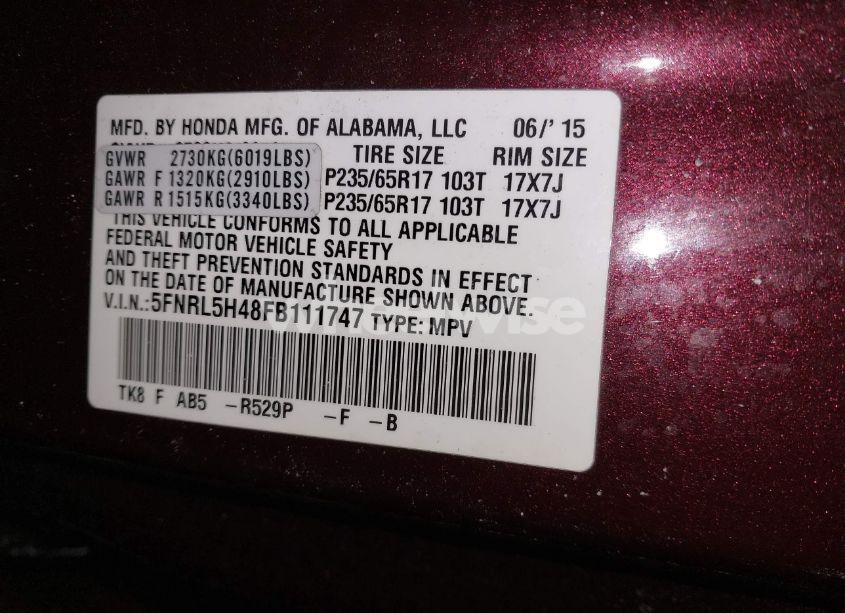 MFD. BY HONDA MFG. OF ALABAMA, LLC 06/' 15
GVWR 2730KG(6019LBS) TIRE SIZE RIM SIZE
GAWR F 1320KG(2910LBS) P235/65R17 103T 17X7J
GAWR R 1515KG(3340LBS) P235/65R17 103T 17X7J
THIS VEHICLE CONFORMS TO ALL APPLICABLE
FEDERAL MOTOR VEHICLE SAFETY
AND THEFT PREVENTION STANDARDS IN EFFECT
ON THE DATE OF MANUFACTURE SHOWN ABOVE.
V.I.N.:5FNRL5H48FB111747 TYPE: MPV
TK8 F AB5 -R529P -F -B